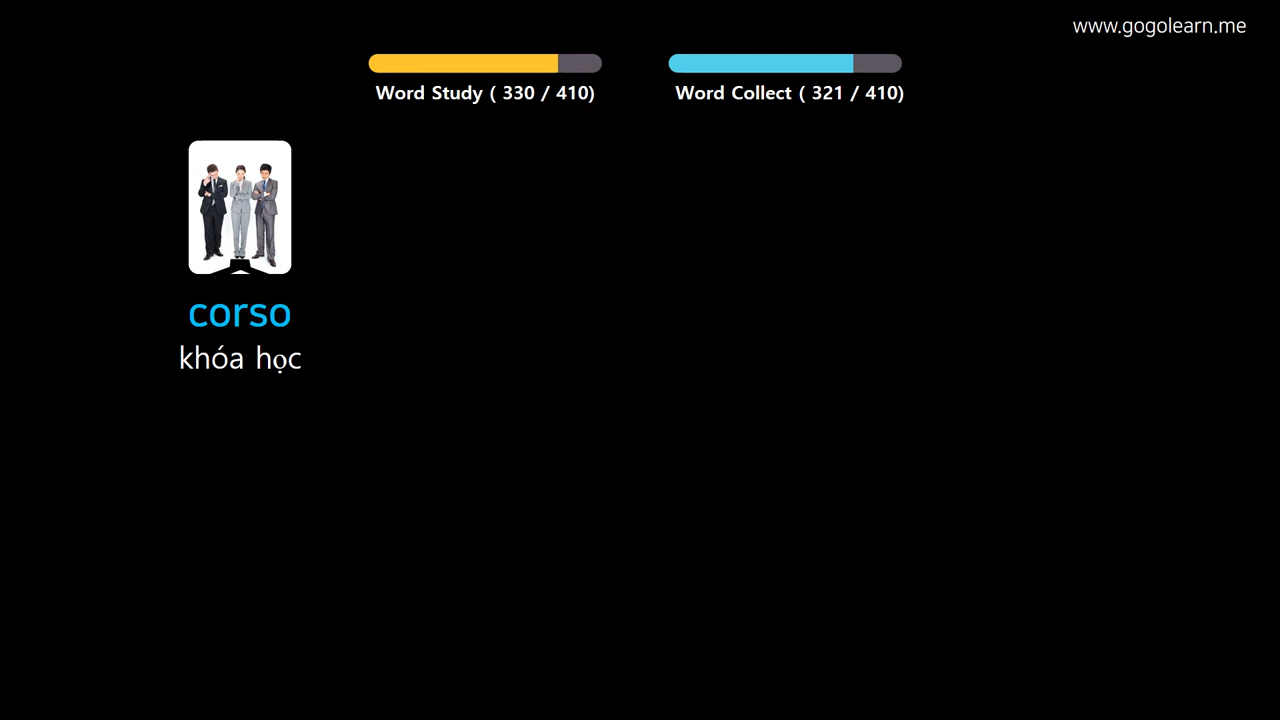 www.gogolearn.me
Word Study ( 330 / 410)
Word Collect ( 321 / 410)
corso
khóa học